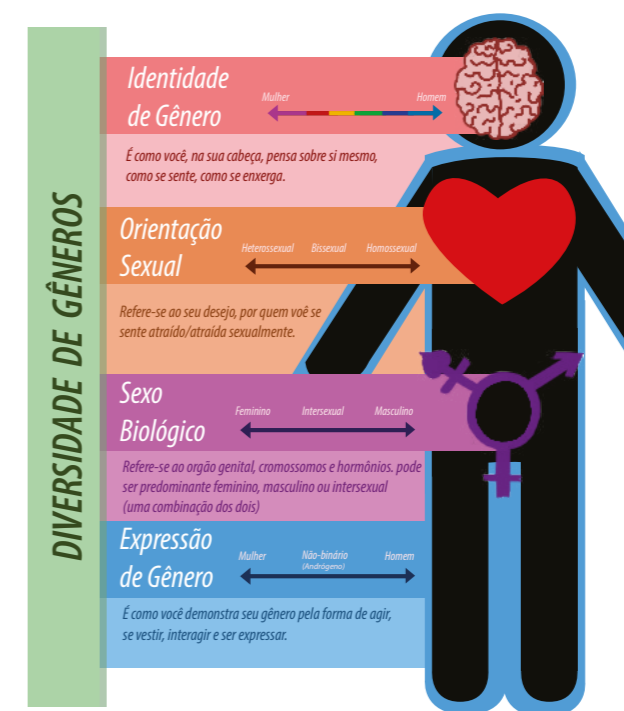 DIVERSIDADE DE GÊNEROS
Identidade
de Gênero
Mulher Homem
É como você, na sua cabeça, pensa sobre si mesmo,
como se sente, como se enxerga.
Orientação
Sexual
Heterossexual Bissexual Homossexual
Refere-se ao seu desejo, por quem voê se
sente atraído/atraída sexualmente.
Sexo
Biológico
Feminino Intersexual Masculino
Refere-se ao orgão genital, cromossomos e hormônios. pode
ser predominante feminino, masculino ou intersexual
(uma combinação dos dois)
Expressão
de Gênero
Mulher Não-binário Homem
(Andrógeno)
É como você demonstra seu gênero pela forma de agir,
se vestir, interagir e ser expressar.